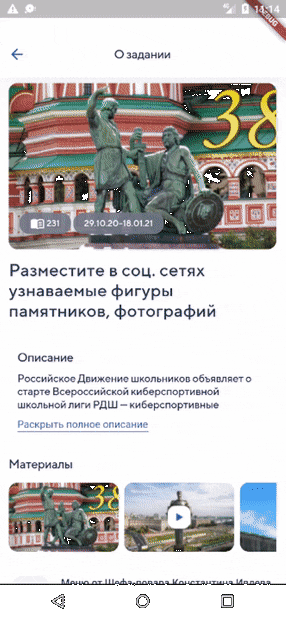 14:14
DEBUG
О задании
38
231
29.10.20-18.01.21
Разместите в соц. сетях
узнаваемые фигуры
памятников, фотографий
Описание
Российское Движение школьников объявляет о
старте Всероссийской киберспортивной
школьной лиги РДШ — киберспортивные
Раскрыть полное описание
Материалы
38
Меню от Шефа-повара Константина Ивлева